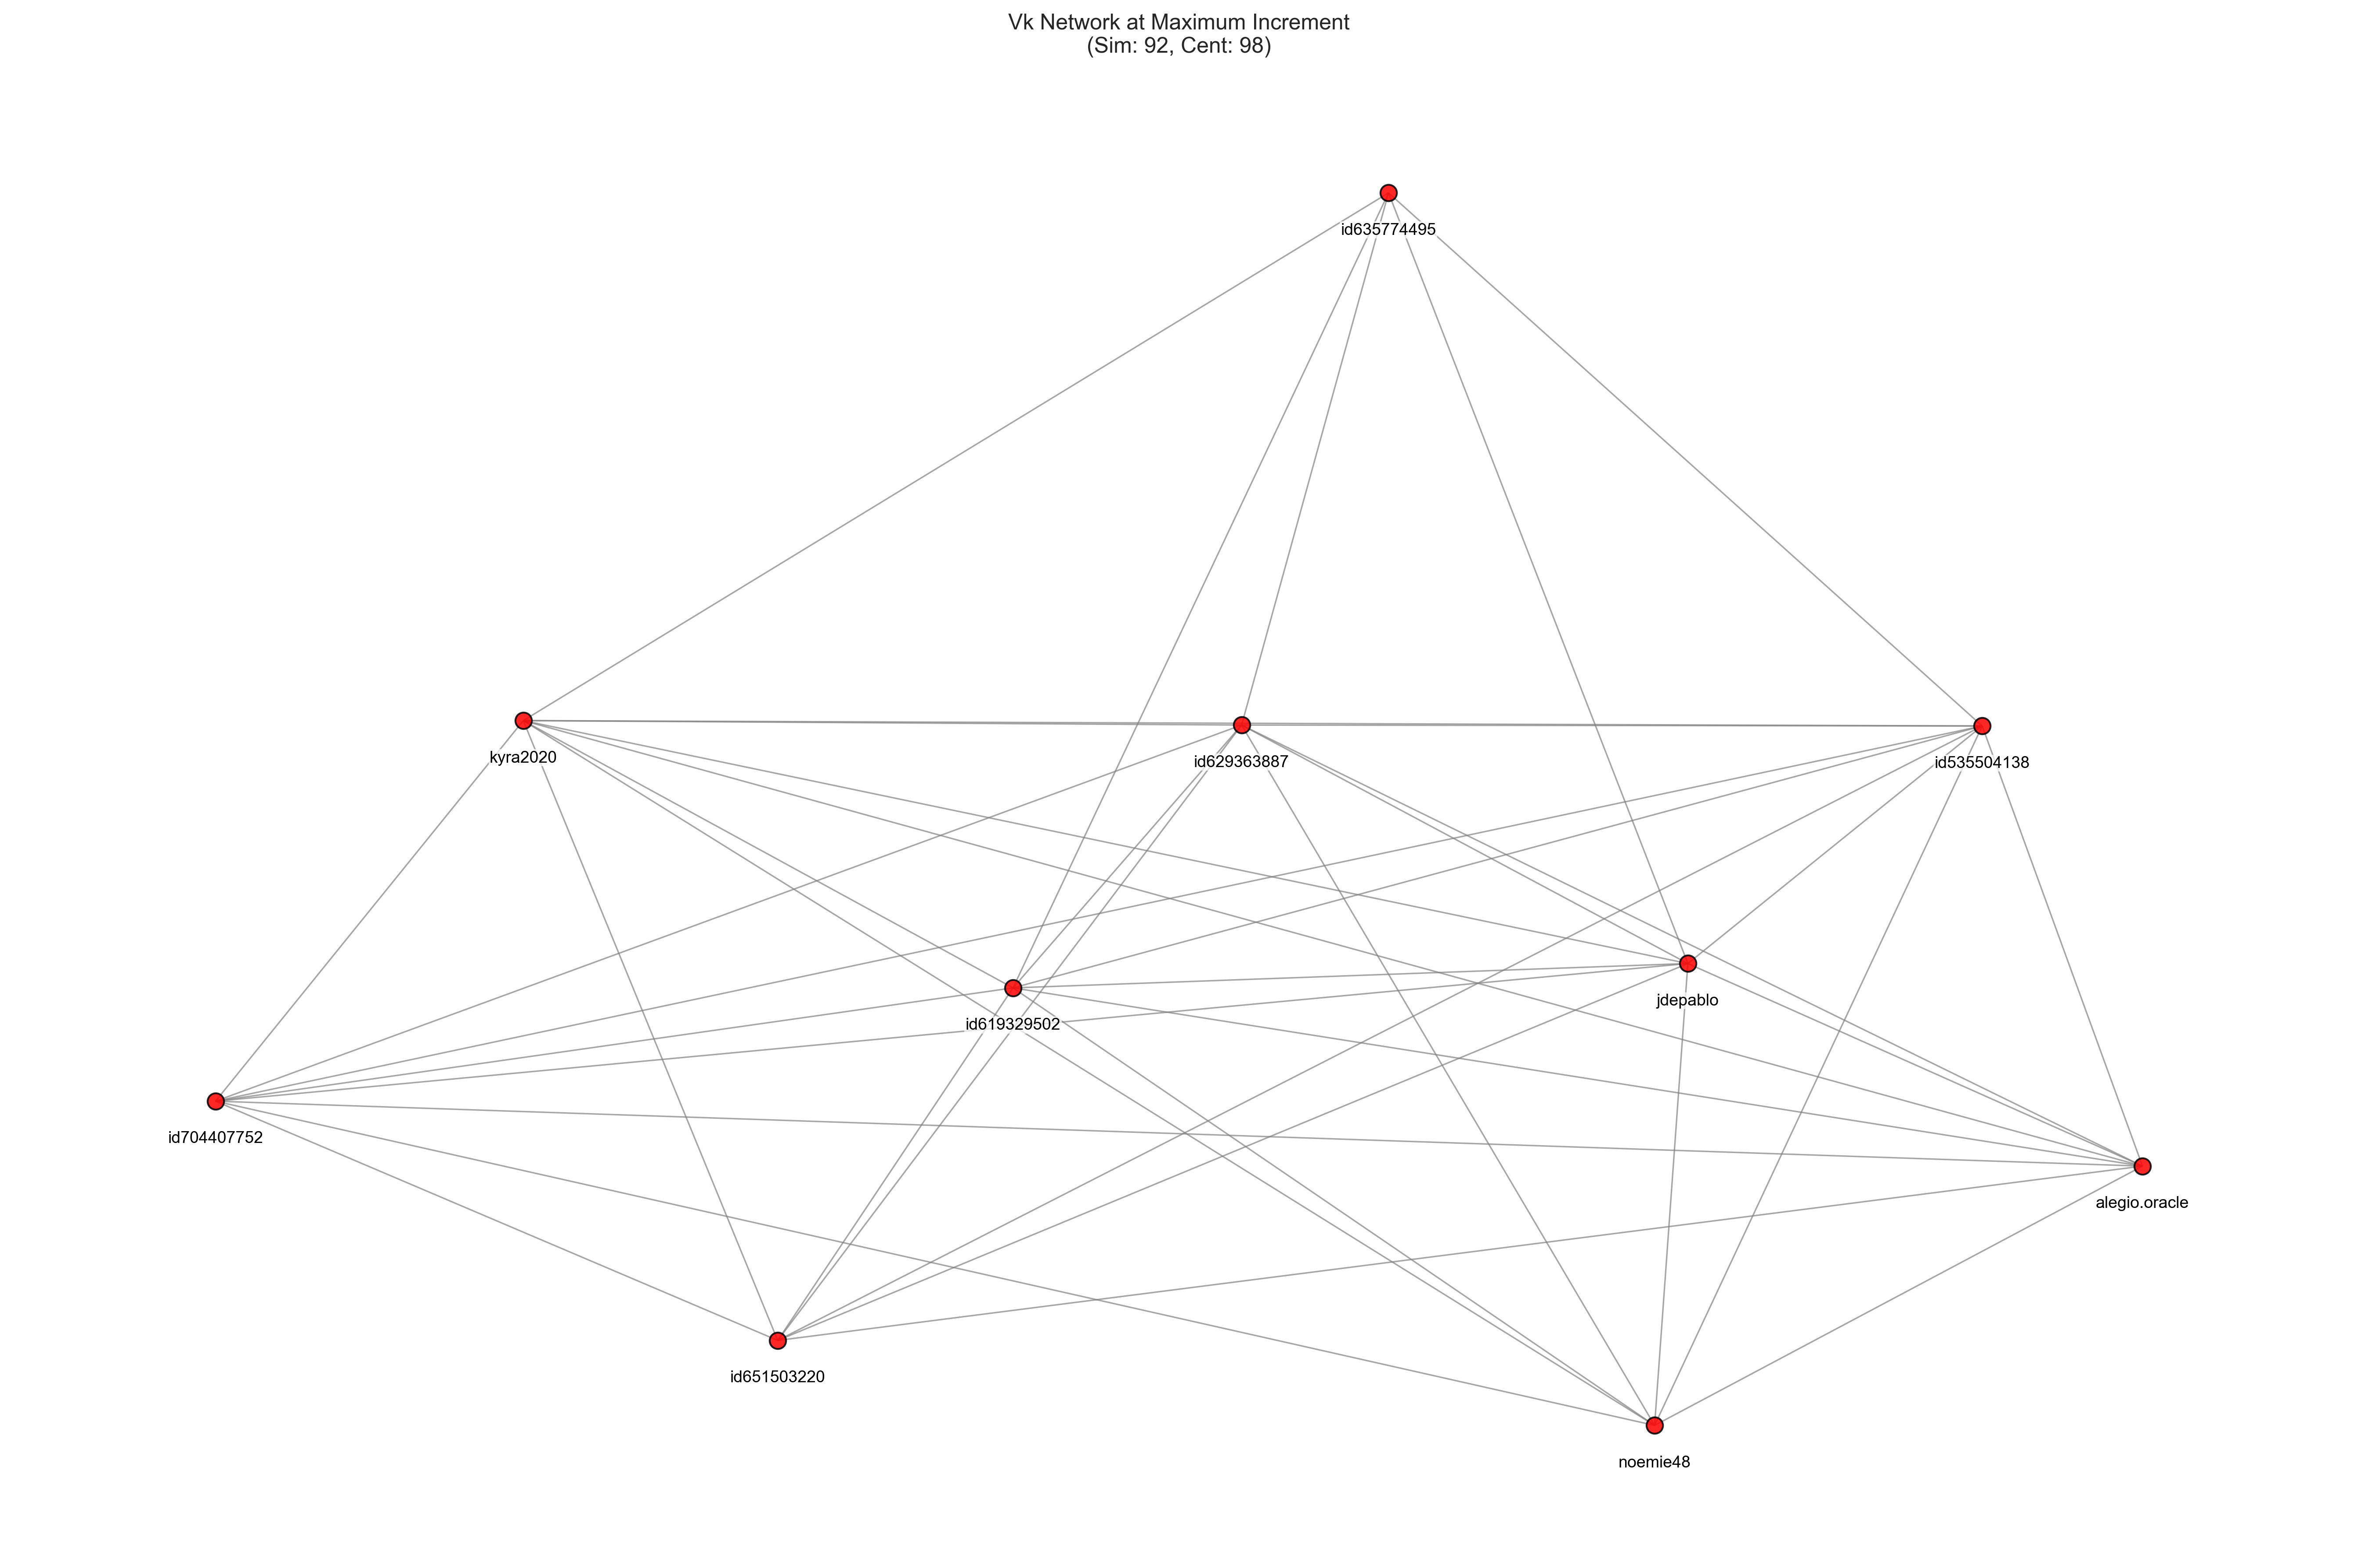 Vk Network at Maximum Increment
(Sim: 92, Cent: 98)
id635774495
kyra2020
id629363887
id535504138
jdepablo
id619329502
id704407752
alegio.oracle
id651503220
noemie48